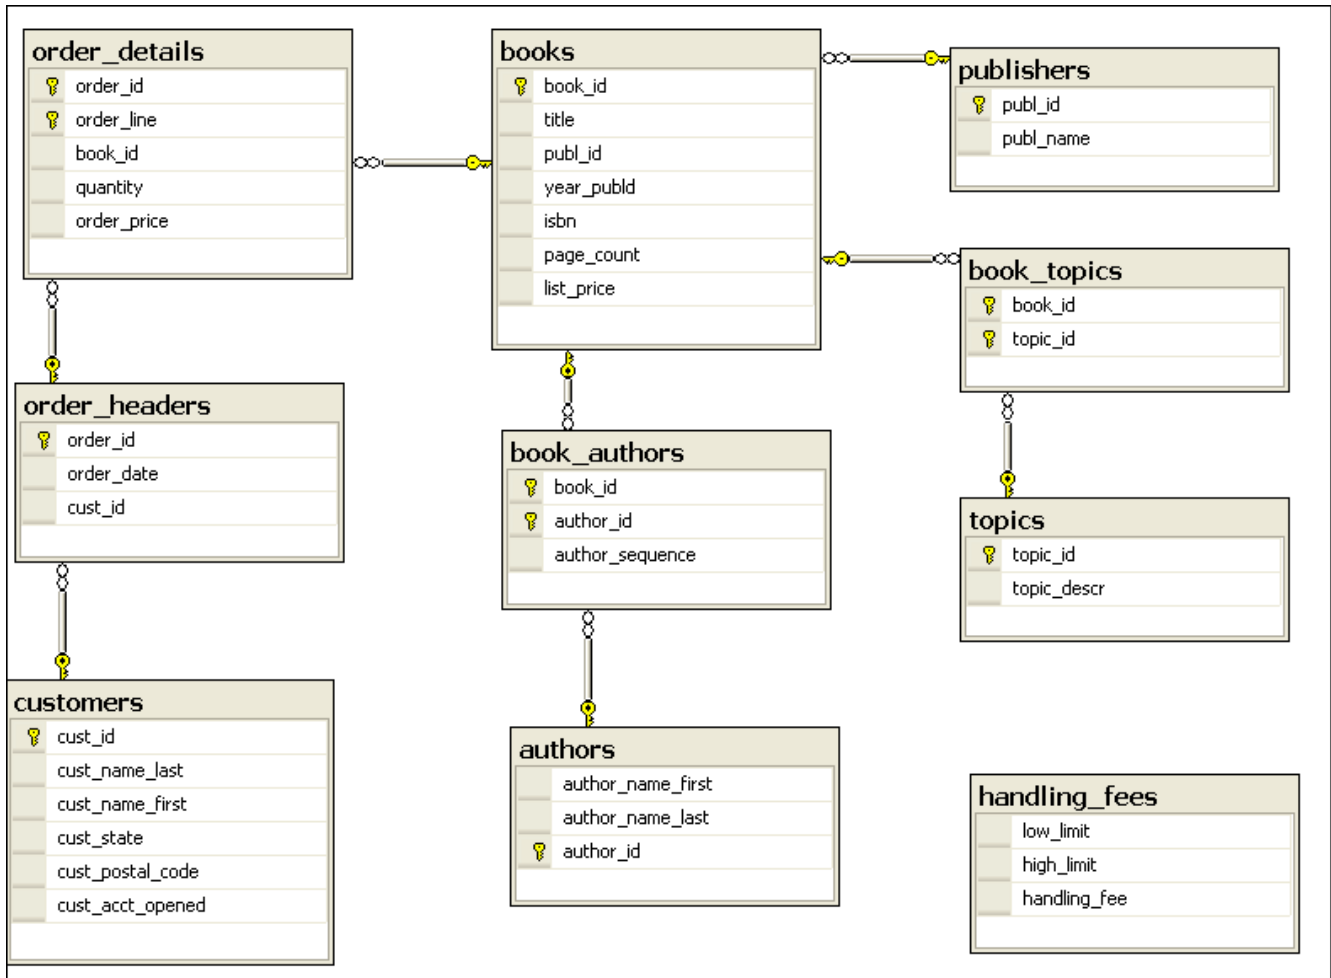 order_details
order_id
order_line
book_id
quantity
order_price
books
book_id
title
publ_id
year_publd
isbn
page_count
list_price
publishers
publ_id
publ_name
book_topics
book_id
topic_id
order_headers
order_id
order_date
cust_id
book_authors
book_id
author_id
author_sequence
topics
topic_id
topic_descr
customers
cust_id
cust_name_last
cust_name_first
cust_state
cust_postal_code
cust_acct_opened
authors
author_name_first
author_name_last
author_id
handling_fees
low_limit
high_limit
handling_fee